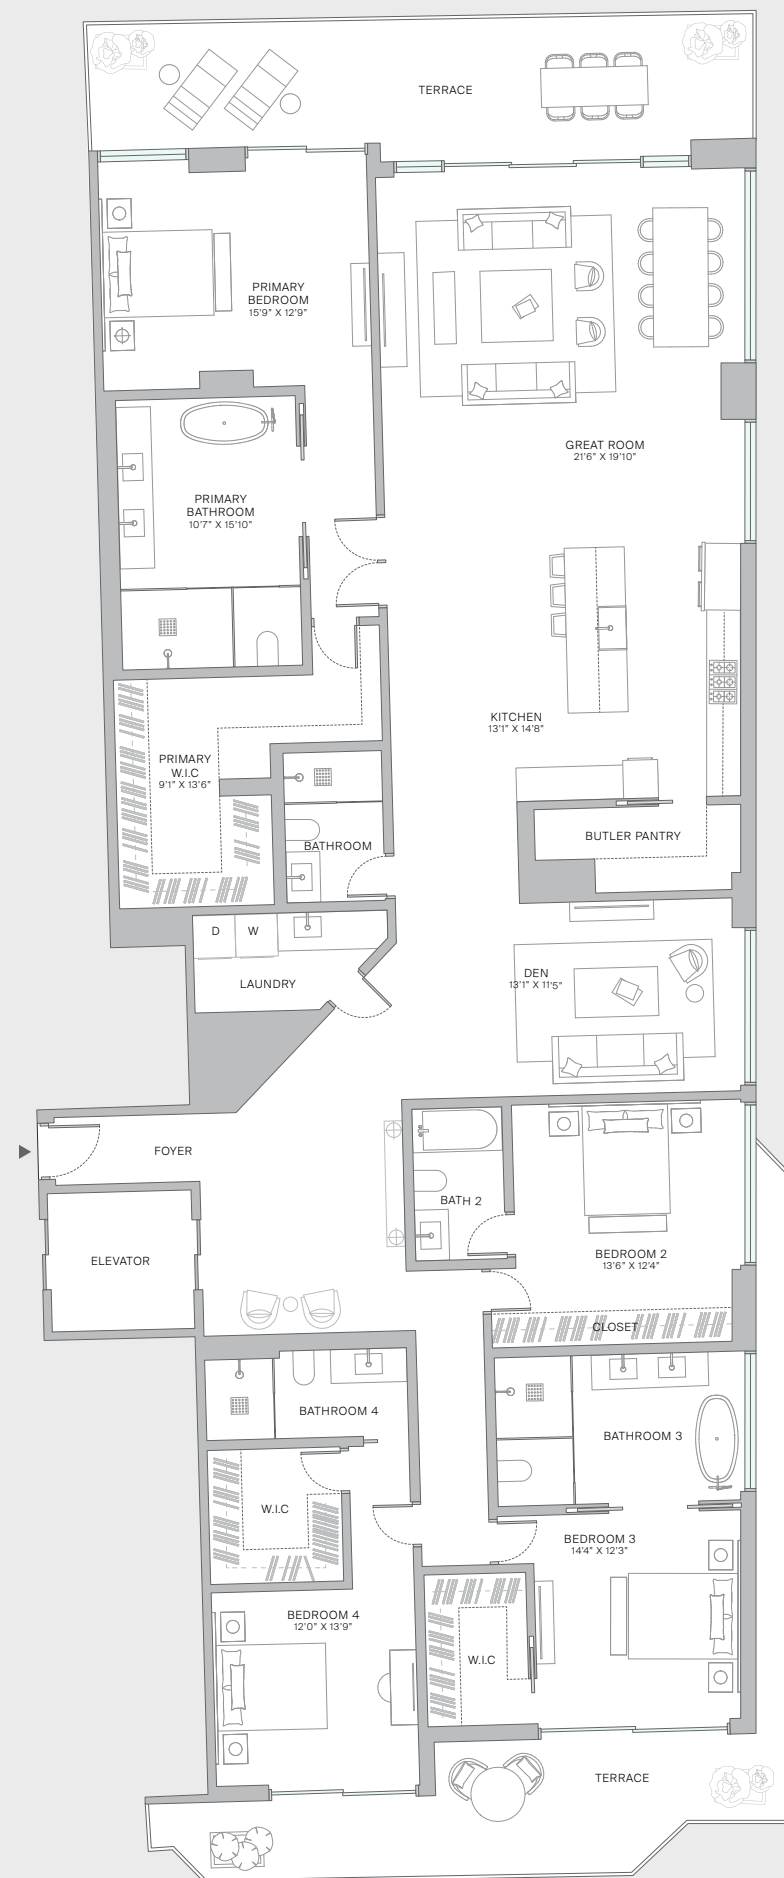 TERRACE
PRIMARY
BEDROOM
15'9" X 12'9"
GREAT ROOM
21'6" X 19'10"
PRIMARY
BATHROOM
10'7" X 15'10"
KITCHEN
13'1" X 14'8"
PRIMARY
W.I.C
9'1" X 13'6"
BATHROOM
BUTLER PANTRY
D
W
LAUNDRY
DEN
13'1" X 11'5"
FOYER
BATH 2
ELEVATOR
BEDROOM 2
13'6" X 12'4"
CLOSET
BATHROOM 4
BATHROOM 3
W.I.C
BEDROOM 3
14'4" X 12'3"
BEDROOM 4
12'0" X 13'9"
W.I.C
TERRACE